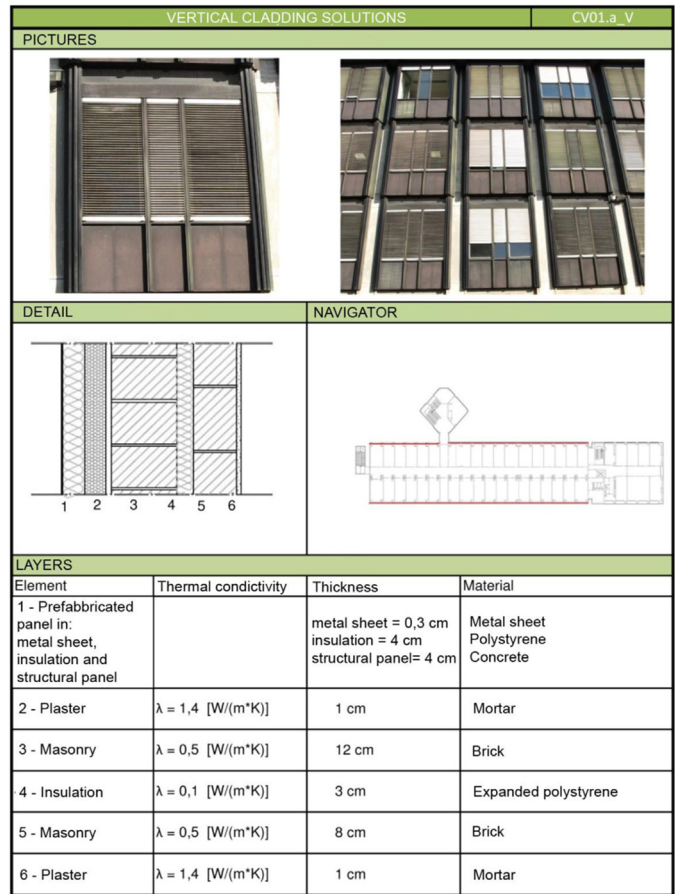 VERTICAL CLADDING SOLUTIONS CV01.a_V
PICTURES
DETAIL NAVIGATOR
1 2 3 4 5 6
LAYERS
Element Thermal condictivity Thickness Material
1 - Prefabbricated
panel in:
metal sheet,
insulation and
structural panel
metal sheet = 0,3 cm
insulation = 4 cm
structural panel= 4 cm
Metal sheet
Polystyrene
Concrete
2 - Plaster λ = 1,4 [W/(m*K)] 1 cm Mortar
3 - Masonry λ = 0,5 [W/(m*K)] 12 cm Brick
4 - Insulation λ = 0,1 [W/(m*K)] 3 cm Expanded polystyrene
5 - Masonry λ = 0,5 [W/(m*K)] 8 cm Brick
6 - Plaster λ = 1,4 [W/(m*K)] 1 cm Mortar